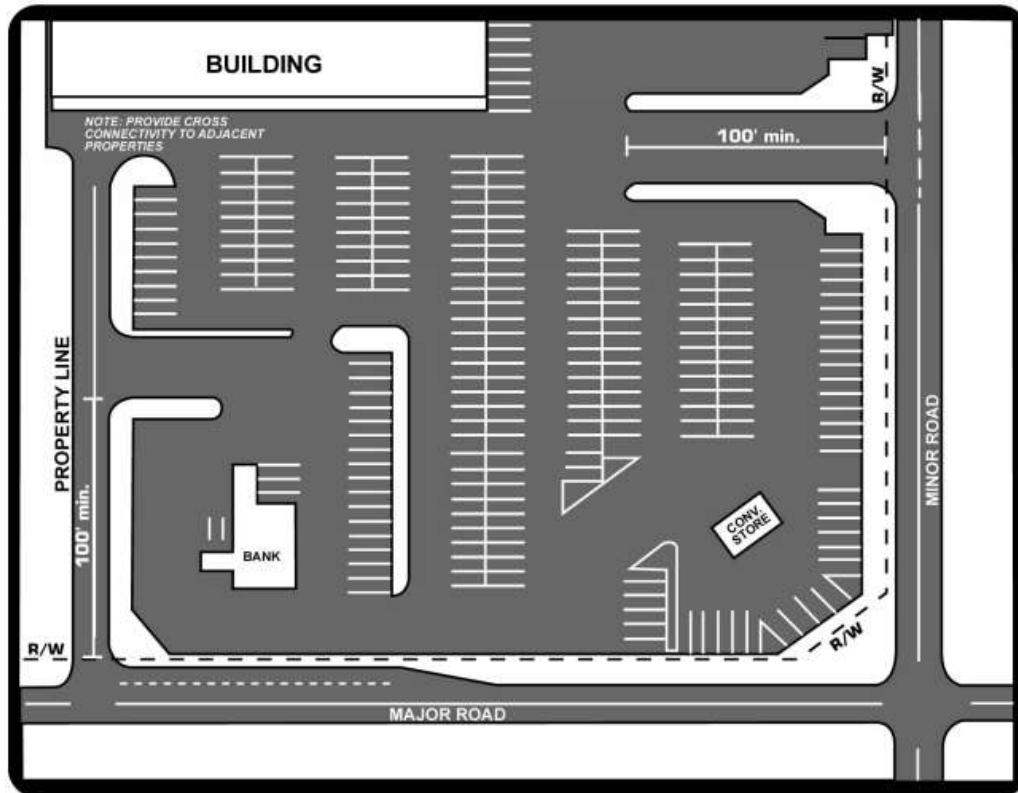 BUILDING
NOTE: PROVIDE CROSS
CONNECTIVITY TO ADJACENT
PROPERTIES
R/W
100' min.
PROPERTY LINE
MINOR ROAD
100' min.
CONV.
STORE
BANK
R/W
R/W
MAJOR ROAD